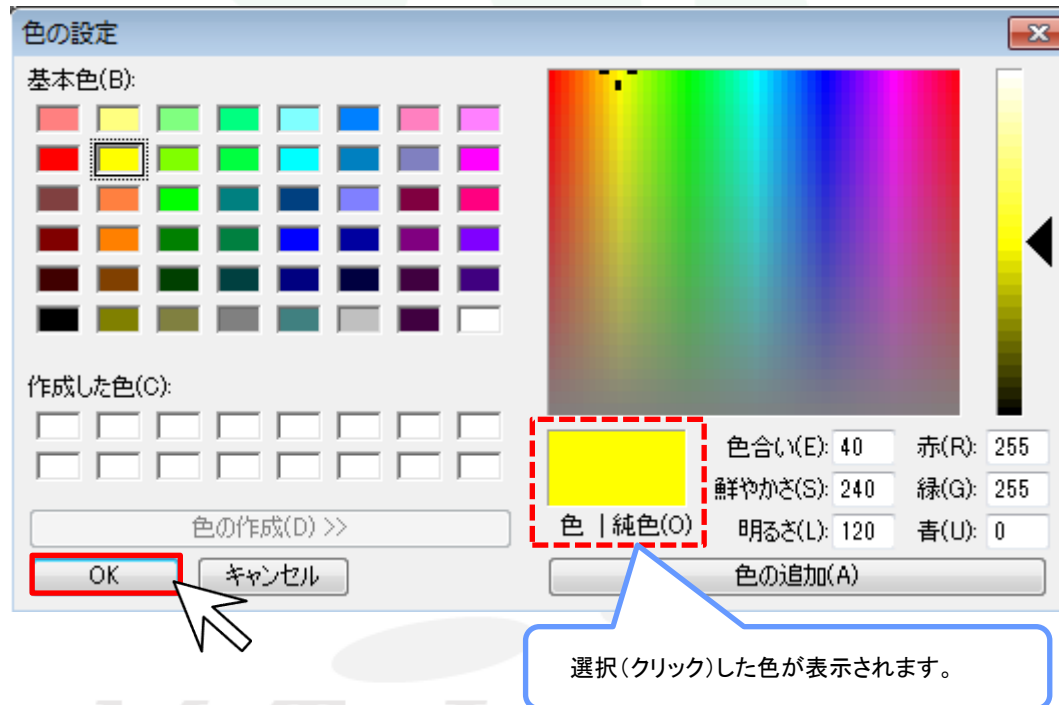 色の設定
基本色(B):
作成した色(C):
色の作成(D) >>
OK
キャンセル
色 | 純色(O)
色合い(E): 40
赤(R): 255
鮮やかさ(S): 240
緑(G): 255
明るさ(L): 120
青(U): 0
色の追加(A)
選択(クリック)した色が表示されます。